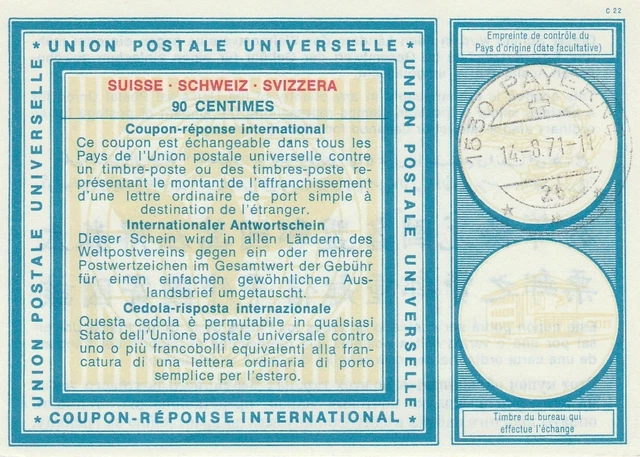 C 22
* UNION POSTALE UNIVERSELLE *
UNION POSTALE UNIVERSELLE
UNION POSTALE UNIVERSELLE
SUISSE · SCHWEIZ · SVIZZERA
90 CENTIMES
Coupon-réponse international
Ce coupon est échangeable dans tous les
Pays de l'Union postale universelle contre
un timbre-poste ou des timbres-poste re-
présentant le montant de l'affranchissement
d'une lettre ordinaire de port simple à
destination de l'étranger.
Internationaler Antwortschein
Dieser Schein wird in allen Ländern des
Weltpostvereins gegen ein oder mehrere
Postwertzeichen im Gesamtwert der Gebühr
für einen einfachen gewöhnlichen Aus-
landsbrief umgetauscht.
Cedola-risposta internazionale
Questa cedola è permutabile in qualsiasi
Stato dell'Unione postale universale contro
uno o più francobolli equivalenti alla fran-
catura di una lettera ordinaria di porto
semplice per l'estero.
* COUPON-RÉPONSE INTERNATIONAL *
Empreinte de contrôle du
Pays d'origine (date facultative)
1530 PAYERNE
14.-8.71-11
Timbre du bureau qui
effectue l'échange